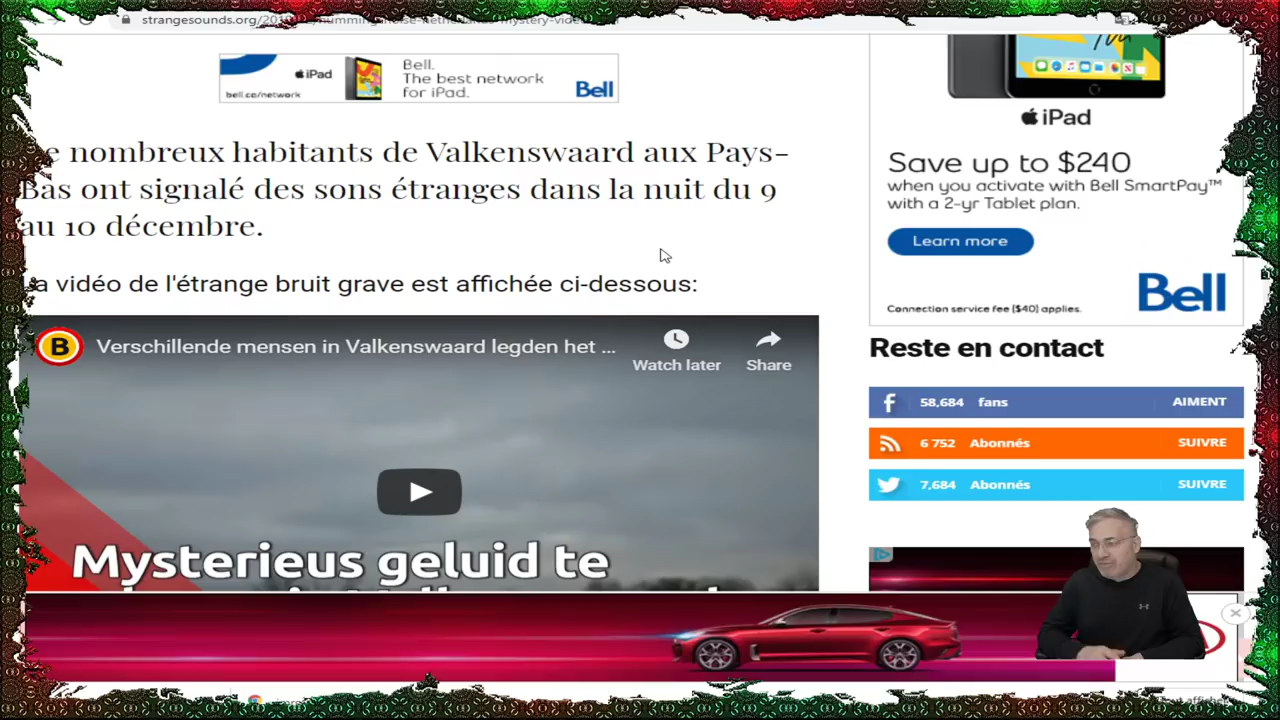 strangesounds.org/20
iPad
bell.ca/network
Bell.
The best network
for iPad.
Bell
e nombreux habitants de Valkenswaard aux Pays-
Bas ont signalé des sons étranges dans la nuit du 9
au 10 décembre.
La vidéo de l'étrange bruit grave est affichée ci-dessous:
B
Verschillende mensen in Valkenswaard legden het ...
Watch later
Share
Mysterieus geluid te
iPad
Save up to $240
when you activate with Bell SmartPay™
with a 2-yr Tablet plan.
Learn more
Bell
Connection service fee ($40) applies.
Reste en contact
58,684 fans
AIMENT
6 752 Abonnés
SUIVRE
7,684 Abonnés
SUIVRE